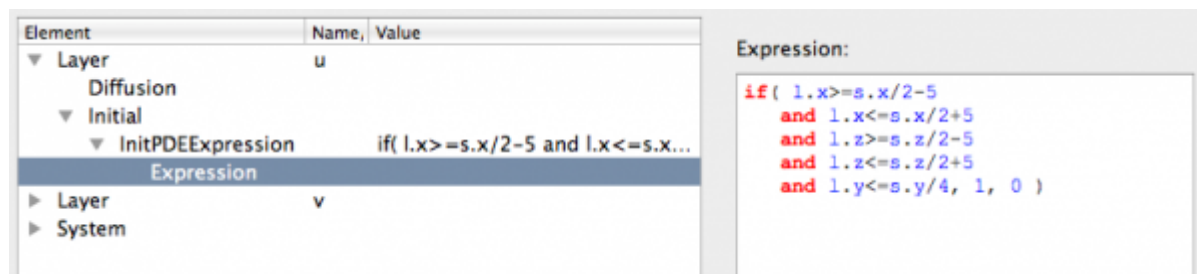 Element Name, Value
Layer u
Diffusion
Initial
InitPDEExpression if( l.x>=s.x/2-5 and l.x<=s.x...
Expression
Layer v
System
Expression:
if( l.x>=s.x/2-5
and l.x<=s.x/2+5
and l.z>=s.z/2-5
and l.z<=s.z/2+5
and l.y<=s.y/4, 1, 0 )